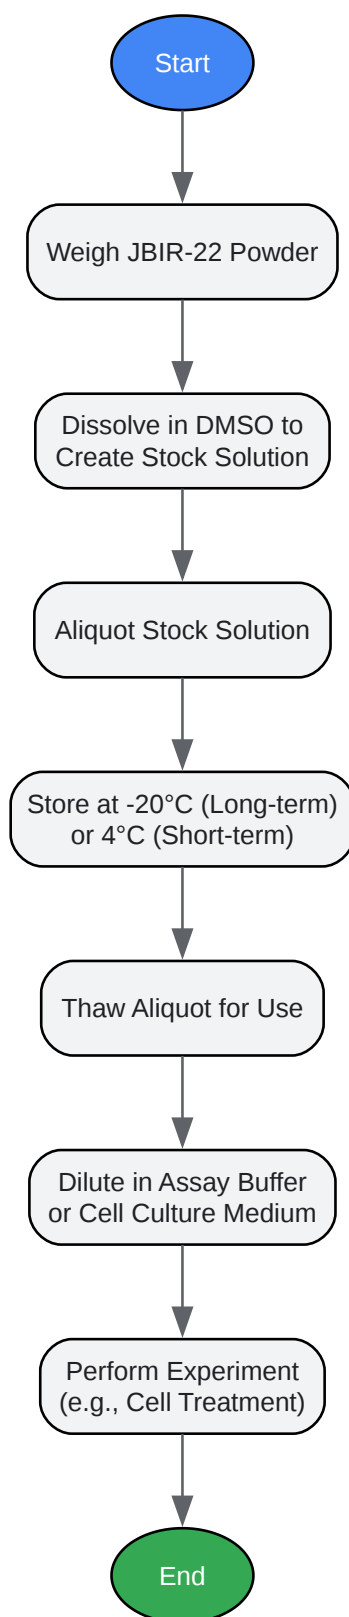 Start
Weigh JBIR-22 Powder
Dissolve in DMSO to
Create Stock Solution
Aliquot Stock Solution
Store at -20°C (Long-term)
or 4°C (Short-term)
Thaw Aliquot for Use
Dilute in Assay Buffer
or Cell Culture Medium
Perform Experiment
(e.g., Cell Treatment)
End